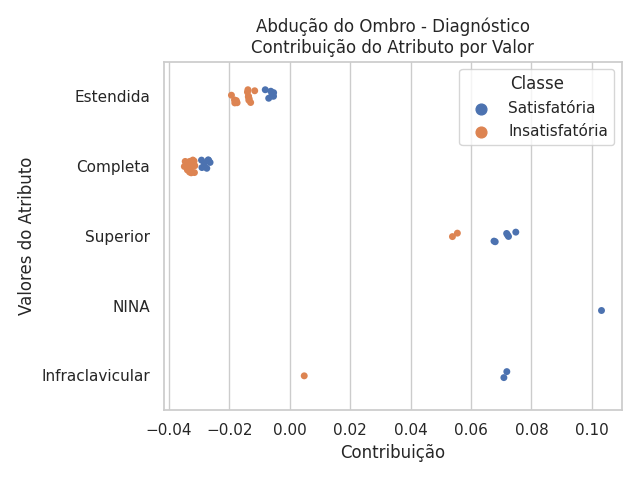 Abdução do Ombro - Diagnóstico
Contribuição do Atributo por Valor
Classe
Satisfatória
Insatisfatória
Valores do Atributo
Estendida
Completa
Superior
NINA
Infraclavicular
−0.04 −0.02 0.00 0.02 0.04 0.06 0.08 0.10
Contribuição